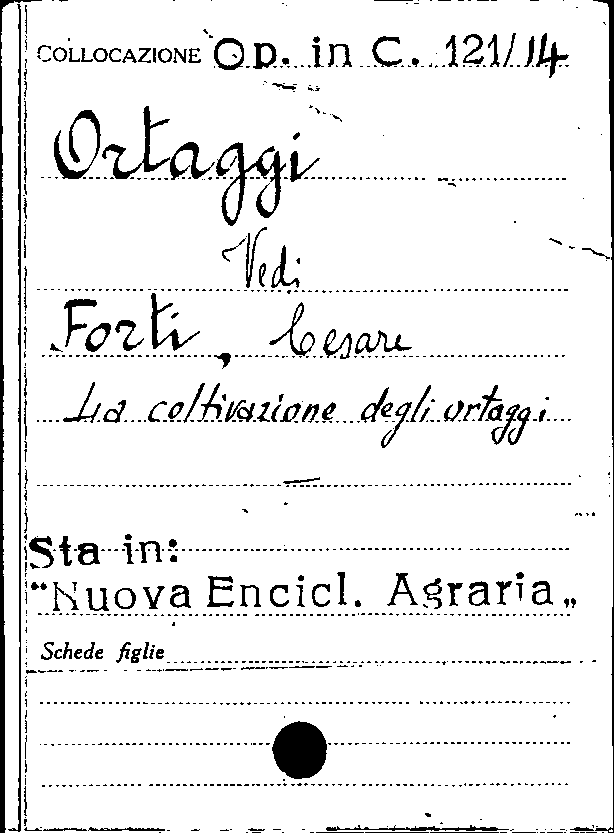 COLLOCAZIONE Op. in C. 121/14
Ortaggi
Vedi
Forti, Cesare
La coltivazione degli ortaggi
Sta in:
"Nuova Encicl. Agraria„
Schede figlie